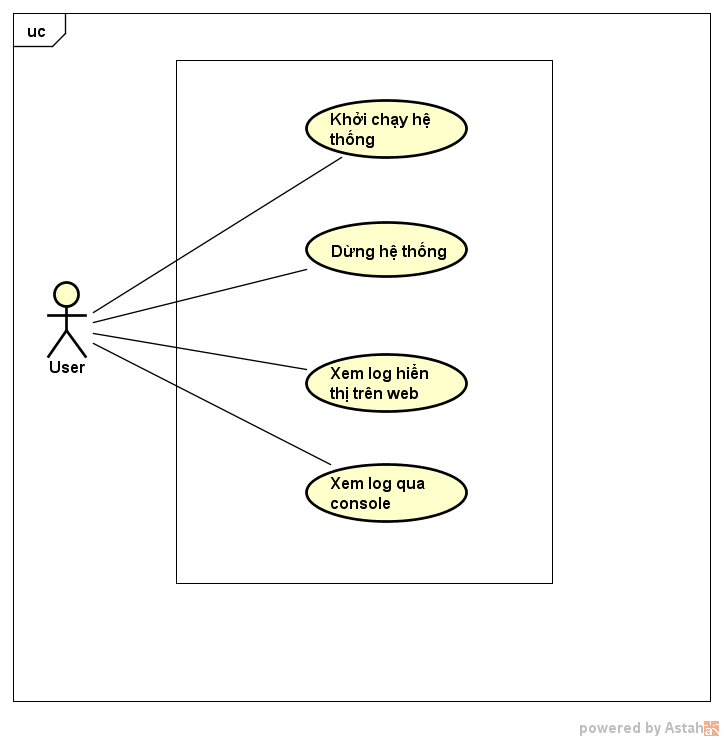 uc
Khởi chạy hệ
thống
Dừng hệ thống
User
Xem log hiển
thị trên web
Xem log qua
console
powered by Astah